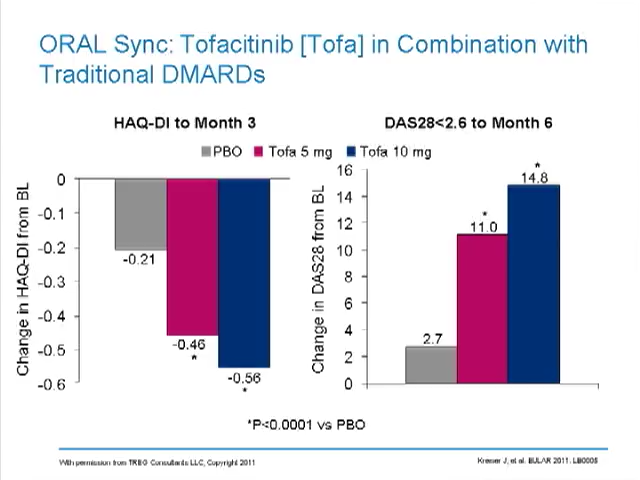 ORAL Sync: Tofacitinib [Tofa] in Combination with
Traditional DMARDs
HAQ-DI to Month 3
DAS28<2.6 to Month 6
PBO
Tofa 5 mg
Tofa 10 mg
Change in HAQ-DI from BL
0
-0.1
-0.2
-0.3
-0.4
-0.5
-0.6
-0.21
-0.46
*
-0.56
*
Change in DAS28 from BL
16
14
12
10
8
6
4
2
0
2.7
*
11.0
*
14.8
*P<0.0001 vs PBO
With permission from TREG Consultants LLC, Copyright 2011
Kremer J, et al. EULAR 2011. LB0005